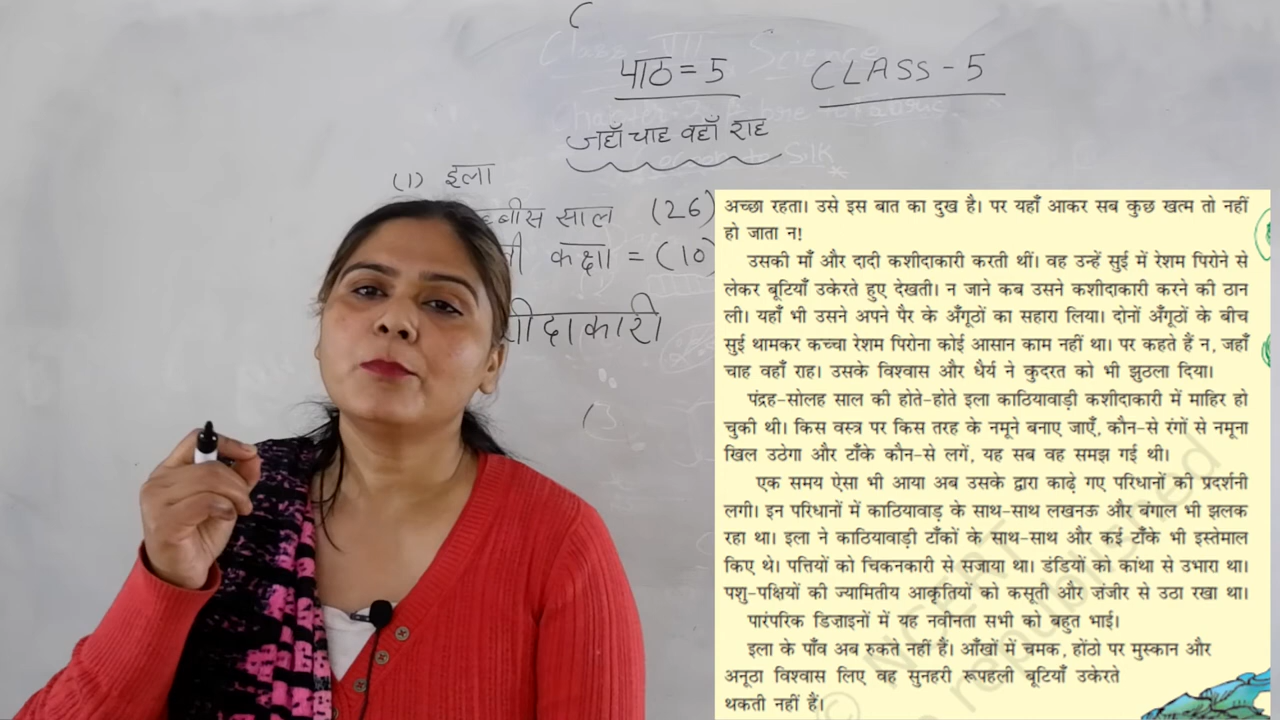 पाठ = 5 CLASS - 5
जहाँ चाह वहाँ राह
(1) इला
साल (26)
कक्षा = (10)
अच्छा रहता। उसे इस बात का दुख है। पर यहाँ आकर सब कुछ खत्म तो नहीं
हो जाता न!
उसकी माँ और दादी कशीदाकारी करती थीं। वह उन्हें सुई में रेशम पिरोने से
लेकर बूटियाँ उकेरते हुए देखती। न जाने कब उसने कशीदाकारी करने की ठान
ली। यहाँ भी उसने अपने पैर के अँगूठों का सहारा लिया। दोनों अँगूठों के बीच
सुई थामकर कच्चा रेशम पिरोना कोई आसान काम नहीं था। पर कहते हैं न, जहाँ
चाह वहाँ राह। उसके विश्वास और धैर्य ने कुदरत को भी झुठला दिया।
पंद्रह-सोलह साल की होते-होते इला काठियावाड़ी कशीदाकारी में माहिर हो
चुकी थी। किस वस्त्र पर किस तरह के नमूने बनाए जाएँ, कौन-से रंगों से नमूना
खिल उठेगा और टाँके कौन-से लगें, यह सब वह समझ गई थी।
एक समय ऐसा भी आया अब उसके द्वारा काढ़े गए परिधानों की प्रदर्शनी
लगी। इन परिधानों में काठियावाड़ के साथ-साथ लखनऊ और बंगाल भी झलक
रहा था। इला ने काठियावाड़ी टाँकों के साथ-साथ और कई टाँके भी इस्तेमाल
किए थे। पत्तियों को चिकनकारी से सजाया था। डंडियों को कांथा से उभारा था।
पशु-पक्षियों की ज्यामितीय आकृतियों को कसूती और जंजीर से उठा रखा था।
पारंपरिक डिज़ाइनों में यह नवीनता सभी को बहुत भाई।
इला के पाँव अब रुकते नहीं हैं। आँखों में चमक, होंठो पर मुस्कान और
अनूठा विश्वास लिए वह सुनहरी रूपहली बूटियाँ उकेरते
थकती नहीं हैं।